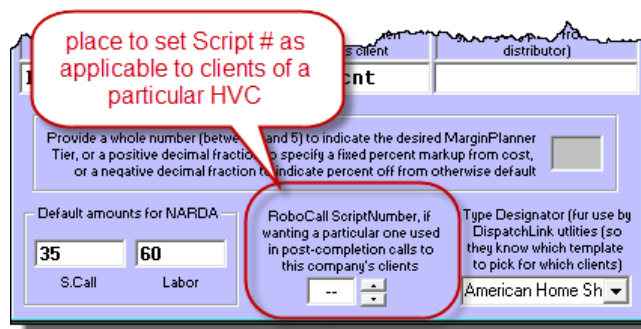 place to set Script # as
applicable to clients of a
particular HVC
s client
distributor)
cnt
Provide a whole number (betwe and 5) to indicate the desired MarginPlanner
Tier, or a positive decimal fraction o specify a fixed percent markup from cost,
or a negative decimal fraction to indicate percent off from otherwise default
Default amounts for NARDA
35
60
S.Call
Labor
RoboCall ScriptNumber, if
wanting a particular one used
in post-completion calls to
this company's clients
--
Type Designator (fur use by
DispatchLink utlities (so
they know which template
to pick for which clients)
American Home Sh